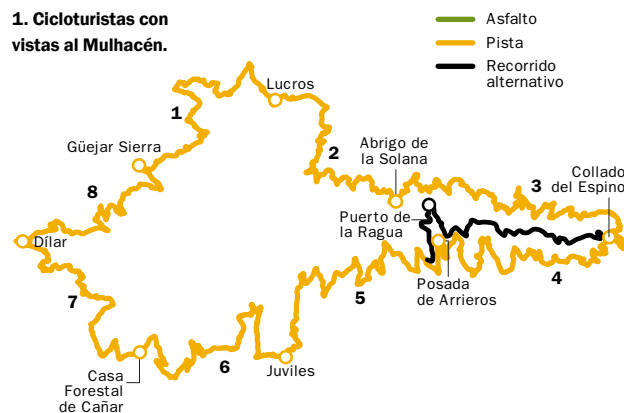 1. Cicloturistas con
vistas al Mulhacén.
Asfalto
Pista
Recorrido
alternativo
1
Lucros
Güejar Sierra
2
Abrigo de
la Solana
3
Collado
del Espino
8
Puerto de
la Ragua
Dílar
4
7
5
Posada
de Arrieros
6
Juviles
Casa
Forestal
de Cañar